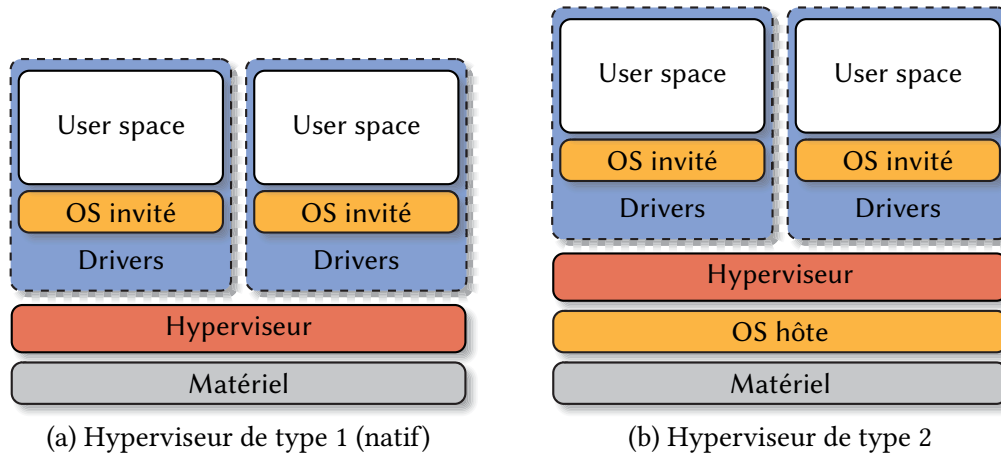 User space
User space
OS invité
OS invité
Drivers
Drivers
Hyperviseur
Matériel
(a) Hyperviseur de type 1 (natif)
User space
User space
OS invité
OS invité
Drivers
Drivers
Hyperviseur
OS hôte
Matériel
(b) Hyperviseur de type 2